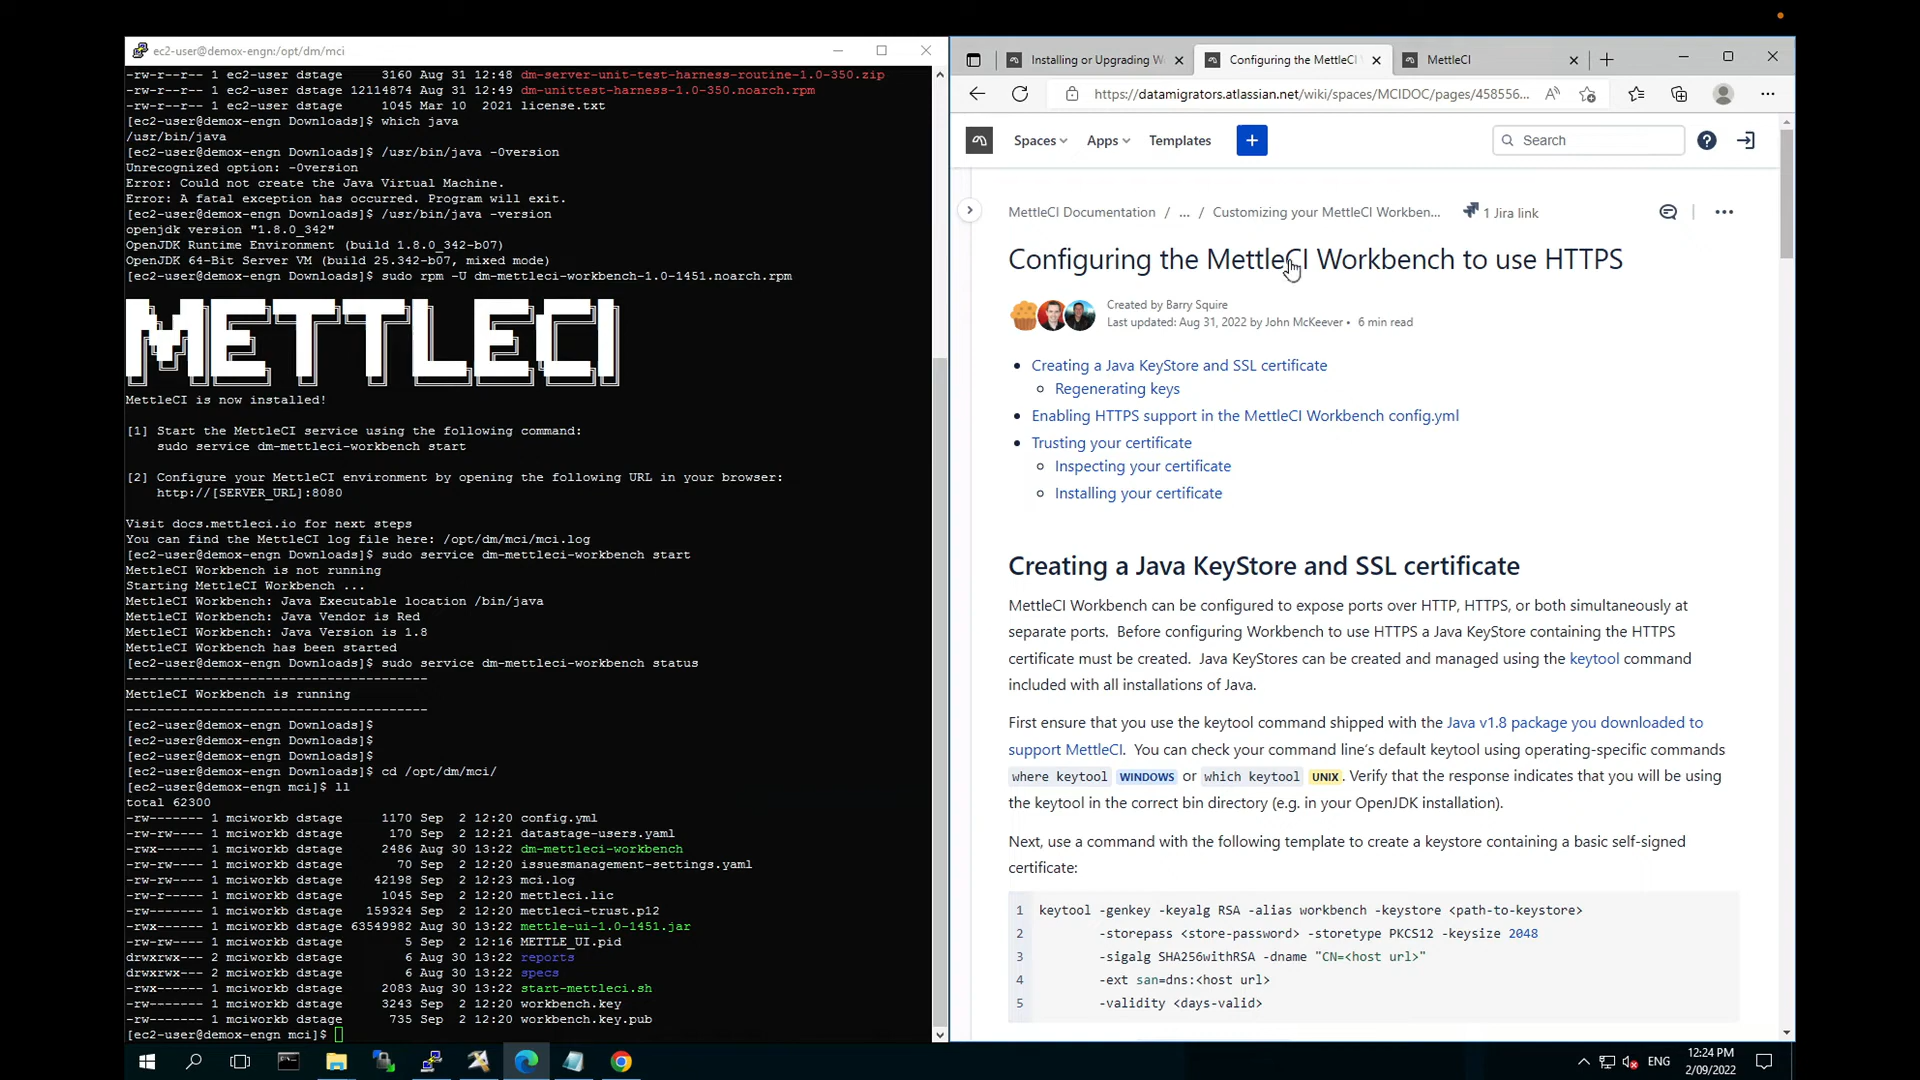 ec2-user@demox-engn:/opt/dm/mci
-rw-r--r-- 1 ec2-user dstage 3160 Aug 31 12:48 dm-server-unit-test-harness-routine-1.0-350.zip
-rw-r--r-- 1 ec2-user dstage 12114874 Aug 31 12:49 dm-unittest-harness-1.0-350.noarch.rpm
-rw-r--r-- 1 ec2-user dstage 1045 Mar 10 2021 license.txt
[ec2-user@demox-engn Downloads]$ which java
/usr/bin/java
[ec2-user@demox-engn Downloads]$ /usr/bin/java -0version
Unrecognized option: -0version
Error: Could not create the Java Virtual Machine.
Error: A fatal exception has occurred. Program will exit.
[ec2-user@demox-engn Downloads]$ /usr/bin/java -version
openjdk version "1.8.0_342"
OpenJDK Runtime Environment (build 1.8.0_342-b07)
OpenJDK 64-Bit Server VM (build 25.342-b07, mixed mode)
[ec2-user@demox-engn Downloads]$ sudo rpm -U dm-mettleci-workbench-1.0-1451.noarch.rpm
METTLECI
MettleCI is now installed!
[1] Start the MettleCI service using the following command:
sudo service dm-mettleci-workbench start
[2] Configure your MettleCI environment by opening the following URL in your browser:
http://[SERVER_URL]:8080
Visit docs.mettleci.io for next steps
You can find the MettleCI log file here: /opt/dm/mci/mci.log
[ec2-user@demox-engn Downloads]$ sudo service dm-mettleci-workbench start
MettleCI Workbench is not running
Starting MettleCI Workbench ...
MettleCI Workbench: Java Executable location /bin/java
MettleCI Workbench: Java Vendor is Red
MettleCI Workbench: Java Version is 1.8
MettleCI Workbench has been started
[ec2-user@demox-engn Downloads]$ sudo service dm-mettleci-workbench status
-------------------------------------
MettleCI Workbench is running
-------------------------------------
[ec2-user@demox-engn Downloads]$
[ec2-user@demox-engn Downloads]$
[ec2-user@demox-engn Downloads]$
[ec2-user@demox-engn Downloads]$ cd /opt/dm/mci/
[ec2-user@demox-engn mci]$ ll
total 62300
-rw------- 1 mciworkb dstage 1170 Sep 2 12:20 config.yml
-rw-rw---- 1 mciworkb dstage 170 Sep 2 12:21 datastage-users.yaml
-rwx------ 1 mciworkb dstage 2486 Aug 30 13:22 dm-mettleci-workbench
-rw-rw---- 1 mciworkb dstage 70 Sep 2 12:20 issuesmanagement-settings.yaml
-rw-rw---- 1 mciworkb dstage 42198 Sep 2 12:23 mci.log
-rw-r----- 1 mciworkb dstage 1045 Sep 2 12:20 mettleci.lic
-rw------- 1 mciworkb dstage 159324 Sep 2 12:20 mettleci-trust.p12
-rwx------ 1 mciworkb dstage 63549982 Aug 30 13:22 mettle-ui-1.0-1451.jar
-rw-rw---- 1 mciworkb dstage 5 Sep 2 12:16 METTLE_UI.pid
drwxrwx--- 2 mciworkb dstage 6 Aug 30 13:22 reports
drwxrwx--- 2 mciworkb dstage 6 Aug 30 13:22 specs
-rwx------ 1 mciworkb dstage 2083 Aug 30 13:22 start-mettleci.sh
-rw------- 1 mciworkb dstage 3243 Sep 2 12:20 workbench.key
-rw------- 1 mciworkb dstage 735 Sep 2 12:20 workbench.key.pub
[ec2-user@demox-engn mci]$
Installing or Upgrading W
Configuring the MettleCI
MettleCI
https://datamigrators.atlassian.net/wiki/spaces/MCIDOC/pages/458556...
Spaces Apps Templates + Search
MettleCI Documentation / ... / Customizing your MettleCI Workben... 1 Jira link
Configuring the MettleCI Workbench to use HTTPS
Created by Barry Squire
Last updated: Aug 31, 2022 by John McKeever • 6 min read
• Creating a Java KeyStore and SSL certificate
Regenerating keys
• Enabling HTTPS support in the MettleCI Workbench config.yml
• Trusting your certificate
Inspecting your certificate
Installing your certificate
Creating a Java KeyStore and SSL certificate
MettleCI Workbench can be configured to expose ports over HTTP, HTTPS, or both simultaneously at
separate ports. Before configuring Workbench to use HTTPS a Java KeyStore containing the HTTPS
certificate must be created. Java KeyStores can be created and managed using the keytool command
included with all installations of Java.
First ensure that you use the keytool command shipped with the Java v1.8 package you downloaded to
support MettleCI. You can check your command line's default keytool using operating-specific commands
where keytool WINDOWS or which keytool UNIX. Verify that the response indicates that you will be using
the keytool in the correct bin directory (e.g. in your OpenJDK installation).
Next, use a command with the following template to create a keystore containing a basic self-signed
certificate:
1 keytool -genkey -keyalg RSA -alias workbench -keystore <path-to-keystore>
2 -storepass <store-password> -storetype PKCS12 -keysize 2048
3 -sigalg SHA256withRSA -dname "CN=<host url>"
4 -ext san=dns:<host url>
5 -validity <days-valid>
ENG
12:24 PM
2/09/2022